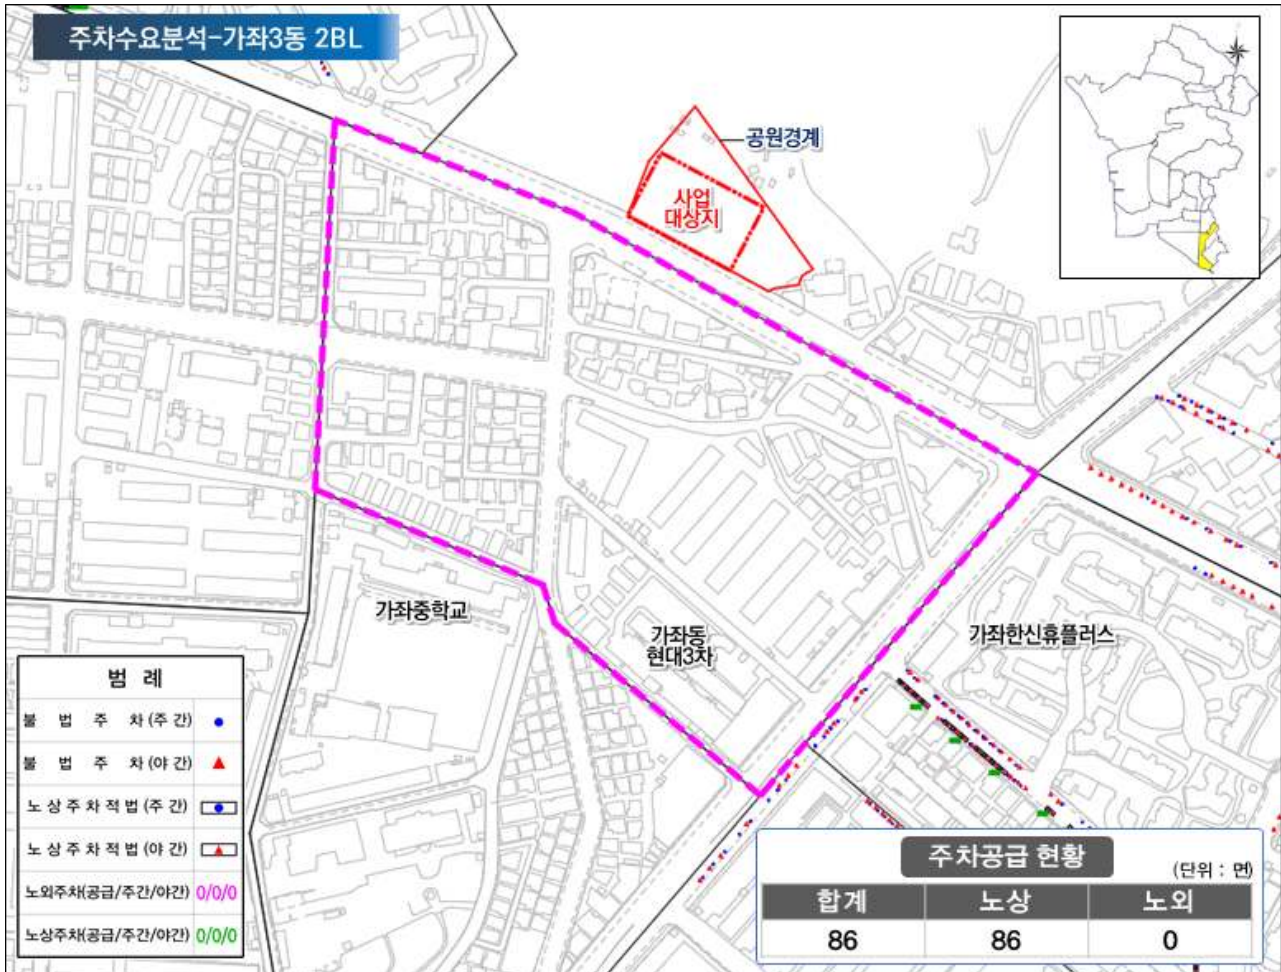 주차수요분석-가좌3동 2BL
공원경계
사업
대상지
가좌중학교
가좌동
현대3차
가좌한신휴플러스
범 례
불 법 주 차 (주 간)
불 법 주 차 (야 간)
노 상 주 차 적 법 (주 간)
노 상 주 차 적 법 (야 간)
노외주차(공급/주간/야간) 0/0/0
노상주차(공급/주간/야간) 0/0/0
주차공급 현황
(단위 : 면)
합계 노상 노외
86 86 0